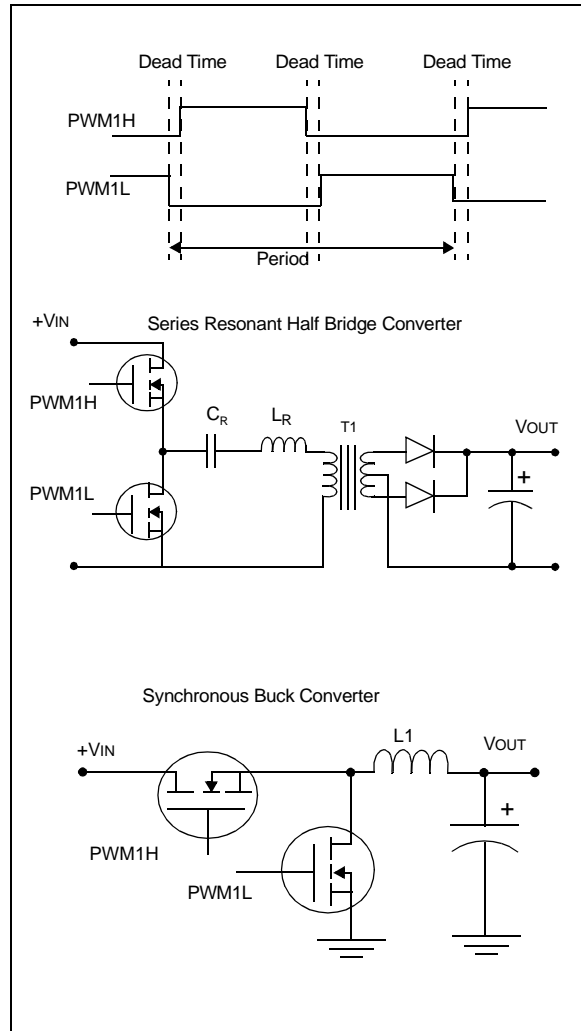 Dead Time Dead Time Dead Time
PWM1H
PWM1L
Period
Series Resonant Half Bridge Converter
+VIN
PWM1H
CR
LR
T1
VOUT
+
PWM1L
Synchronous Buck Converter
+VIN
L1
VOUT
+
PWM1H
PWM1L